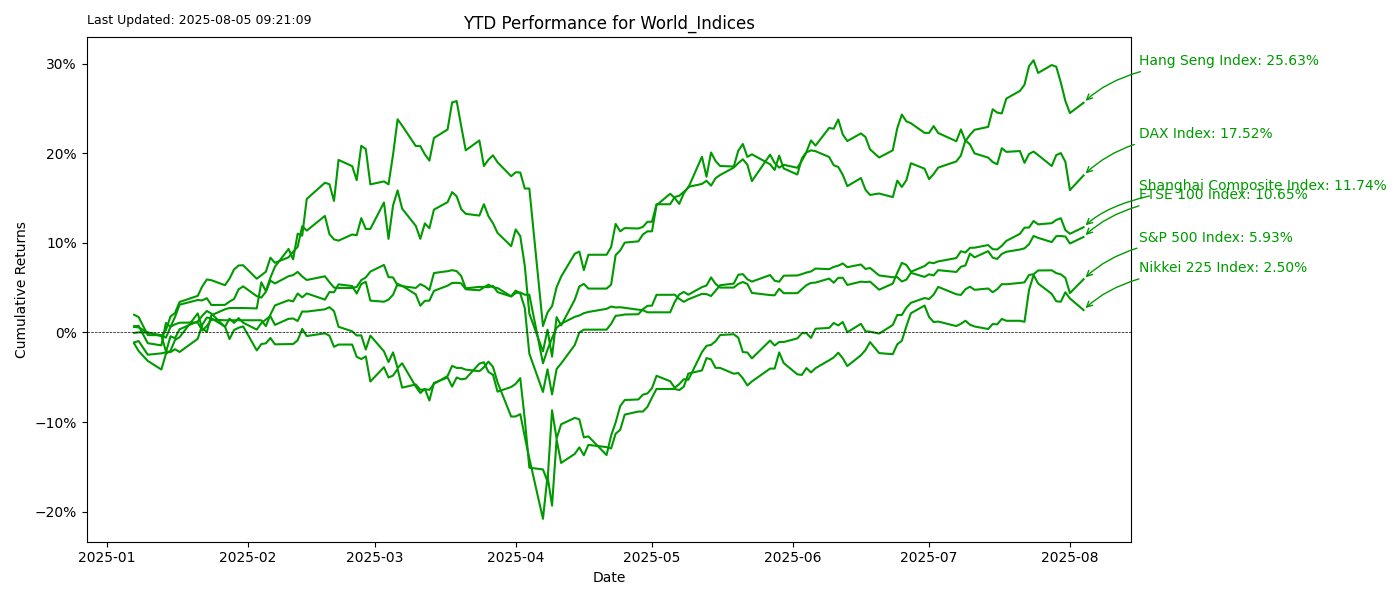 Last Updated: 2025-08-05 09:21:09
YTD Performance for World_Indices
30%
20%
10%
0%
−10%
−20%
Cumulative Returns
2025-01
2025-02
2025-03
2025-04
2025-05
2025-06
2025-07
2025-08
Date
Hang Seng Index: 25.63%
DAX Index: 17.52%
Shanghai Composite Index: 11.74%
FTSE 100 Index: 10.65%
S&P 500 Index: 5.93%
Nikkei 225 Index: 2.50%